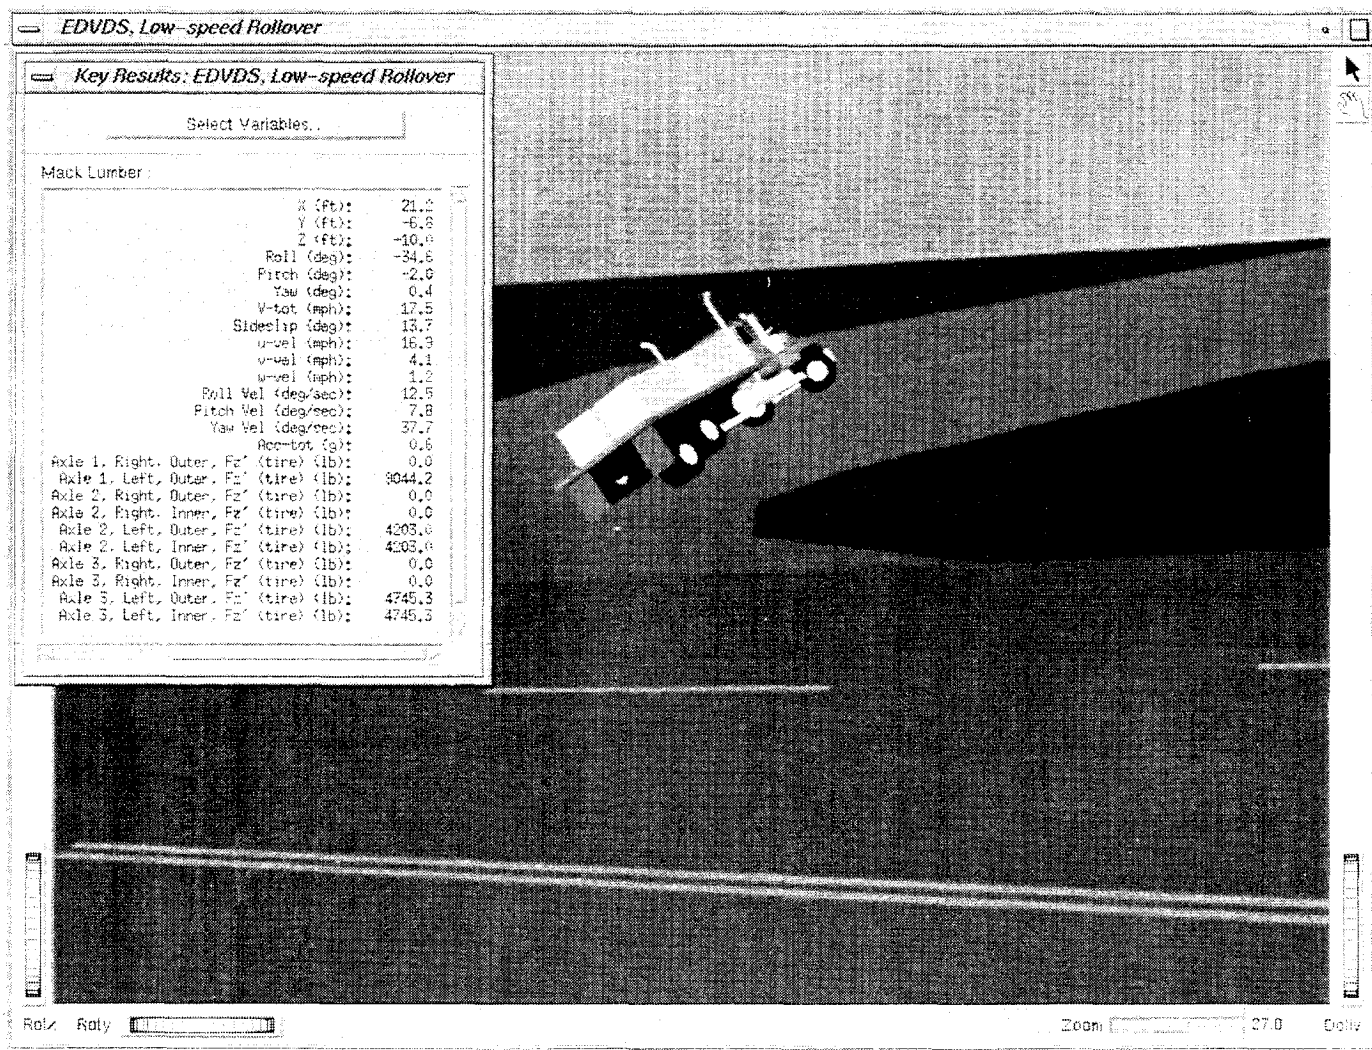 EDVDS, Low-speed Rollover
Key Results: EDVDS, Low-speed Rollover
Select Variables...
Mack Lumber :
X (ft): 21.2
Y (ft): -6.8
Z (ft): -10.0
Roll (deg): -34.6
Pitch (deg): -2.0
Yaw (deg): 0.4
V-tot (mph): 17.5
Sideslip (deg): 13.7
u-vel (mph): 16.9
v-vel (mph): 4.1
w-vel (mph): 1.2
Roll Vel (deg/sec): 12.5
Pitch Vel (deg/sec): 7.8
Yaw Vel (deg/sec): 37.7
Acc-tot (g): 0.6
Axle 1, Right, Outer, Fz' (tire) (lb): 0.0
Axle 1, Left, Outer, Fz' (tire) (lb): 9044.2
Axle 2, Right, Outer, Fz' (tire) (lb): 0.0
Axle 2, Right, Inner, Fz' (tire) (lb): 0.0
Axle 2, Left, Outer, Fz' (tire) (lb): 4203.0
Axle 2, Left, Inner, Fz' (tire) (lb): 4203.0
Axle 3, Right, Outer, Fz' (tire) (lb): 0.0
Axle 3, Right, Inner, Fz' (tire) (lb): 0.0
Axle 3, Left, Outer, Fz' (tire) (lb): 4745.3
Axle 3, Left, Inner, Fz' (tire) (lb): 4745.3
Rotx Roty Zoom 27.0 Dolly